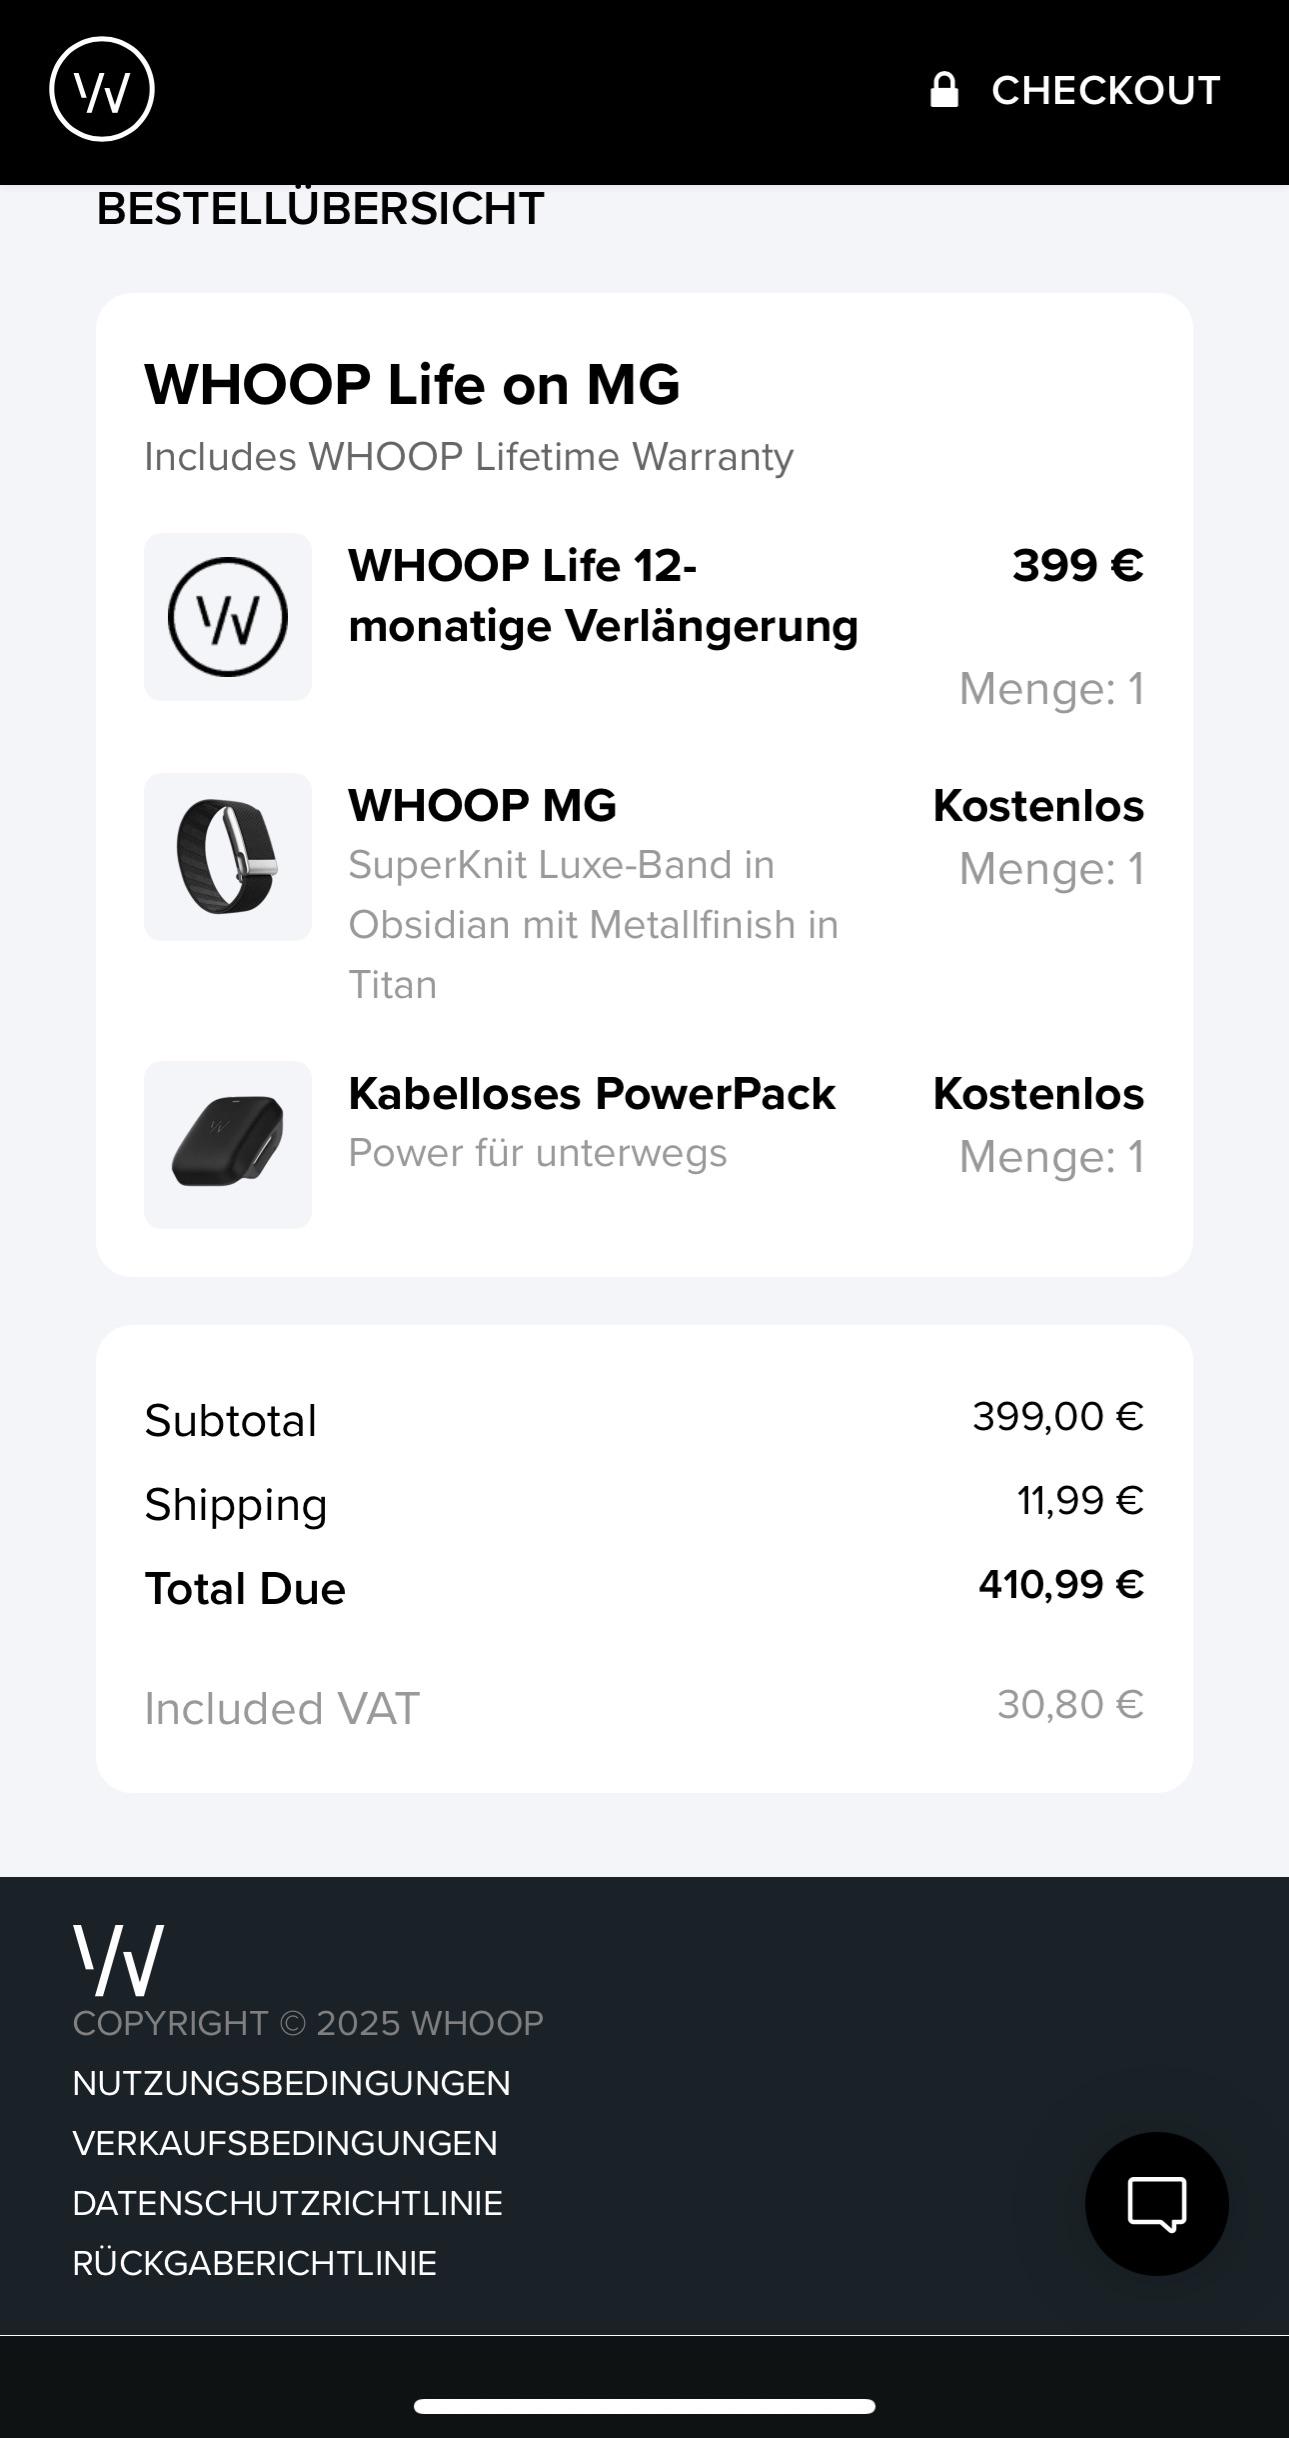 CHECKOUT
BESTELLÜBERSICHT
WHOOP Life on MG
Includes WHOOP Lifetime Warranty
WHOOP Life 12-
monatige Verlängerung
399 €
Menge: 1
WHOOP MG
Kostenlos
SuperKnit Luxe-Band in
Obsidian mit Metallfinish in
Titan
Menge: 1
Kabelloses PowerPack
Kostenlos
Power für unterwegs
Menge: 1
Subtotal 399,00 €
Shipping 11,99 €
Total Due 410,99 €
Included VAT 30,80 €
COPYRIGHT © 2025 WHOOP
NUTZUNGSBEDINGUNGEN
VERKAUFSBEDINGUNGEN
DATENSCHUTZRICHTLINIE
RÜCKGABERICHTLINIE